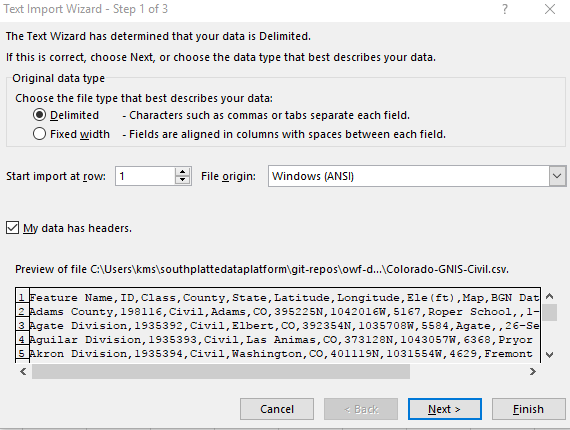 Text Import Wizard - Step 1 of 3
The Text Wizard has determined that your data is Delimited.
If this is correct, choose Next, or choose the data type that best describes your data.
Original data type
Choose the file type that best describes your data:
Delimited - Characters such as commas or tabs separate each field.
Fixed width - Fields are aligned in columns with spaces between each field.
Start import at row: 1 File origin: Windows (ANSI)
My data has headers.
Preview of file C:\Users\kms\southplattedataplatform\git-repos\owf-d...\Colorado-GNIS-Civil.csv.
1 Feature Name,ID,Class,County,State,Latitude,Longitude,Ele(ft),Map,BGN Dat
2 Adams County,198116,Civil,Adams,CO,395225N,1042016W,5167,Roper School,,1-
3 Agate Division,1935392,Civil,Elbert,CO,392354N,1035708W,5584,Agate,,26-Se
4 Aguilar Division,1935393,Civil,Las Animas,CO,373128N,1043057W,6368,Pryor
5 Akron Division,1935394,Civil,Washington,CO,401119N,1031554W,4629,Fremont
Cancel < Back Next > Finish